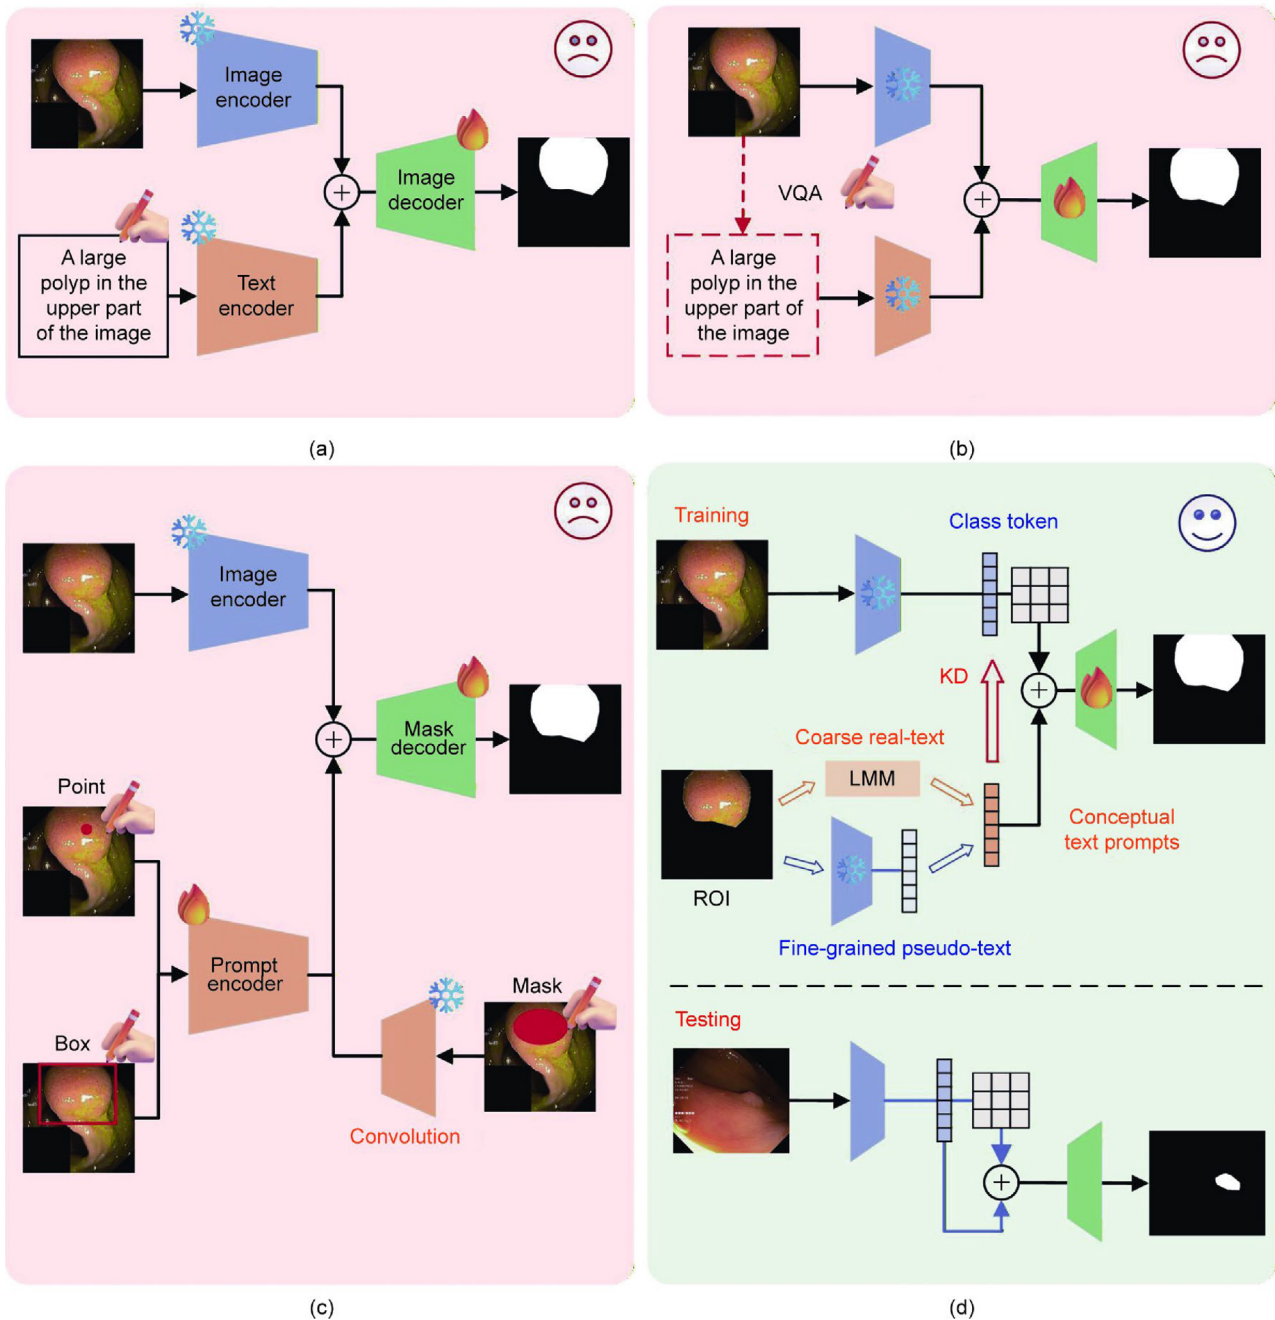 Image
encoder
Image
decoder
A large
polyp in the
upper part
of the image
Text
encoder
(a)
VQA
A large
polyp in the
upper part of
the image
(b)
Image
encoder
Mask
decoder
Point
Prompt
encoder
Box
Mask
Convolution
(c)
Training
Class token
KD
Coarse real-text
LMM
Conceptual
text prompts
ROI
Fine-grained pseudo-text
Testing
(d)